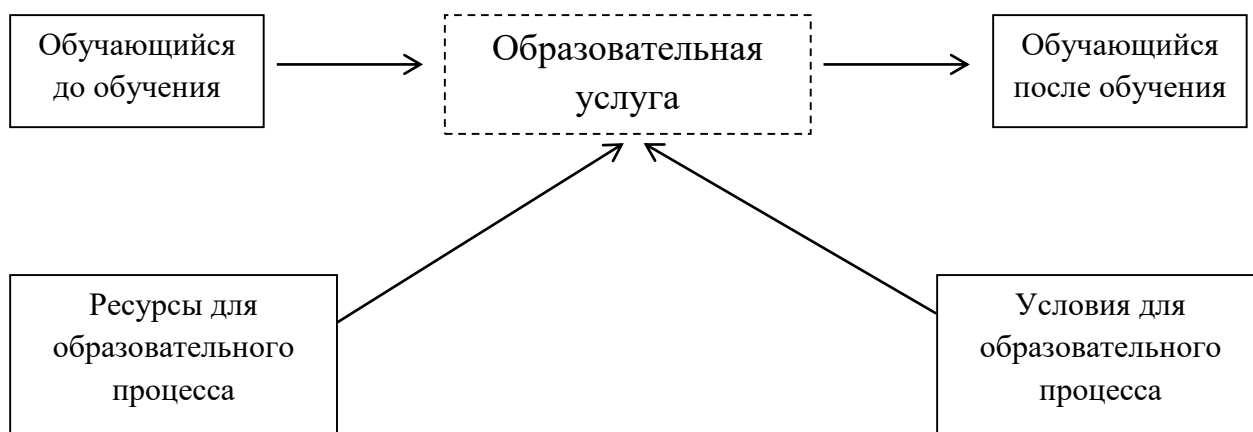 Обучающийся
до обучения
Образовательная
услуга
Обучающийся
после обучения
Ресурсы для
образовательного
процесса
Условия для
образовательного
процесса